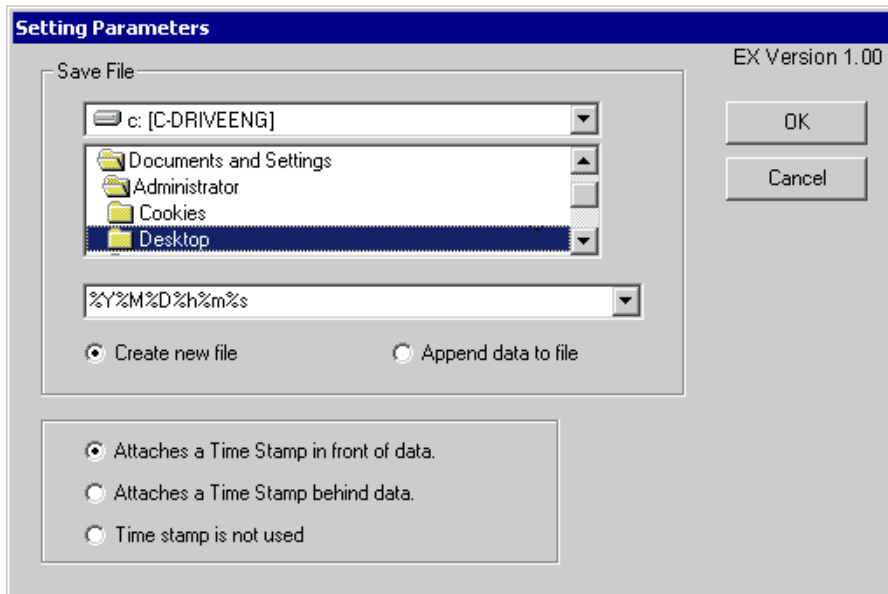 Setting Parameters
EX Version 1.00
Save File
c: [C-DRIVEENG]
OK
Documents and Settings
Administrator
Cancel
Cookies
Desktop
%Y%M%D%h%m%s
Create new file Append data to file
Attaches a Time Stamp in front of data.
Attaches a Time Stamp behind data.
Time stamp is not used